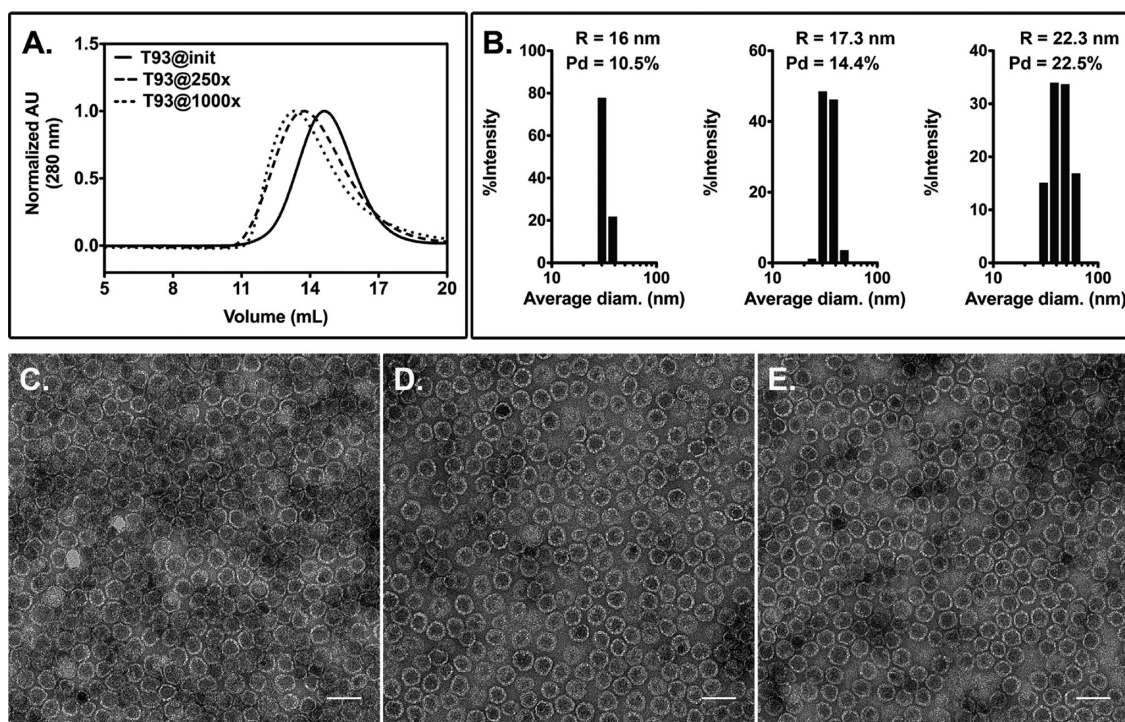 A.
1.5
1.0
0.5
0.0
Normalized AU
(280 nm)
T93@init
T93@250x
T93@1000x
5 8 11 14 17 20
Volume (mL)
B.
R = 16 nm
Pd = 10.5%
100
80
60
40
20
0
%Intensity
10 100
Average diam. (nm)
R = 17.3 nm
Pd = 14.4%
60
40
20
0
%Intensity
10 100
Average diam. (nm)
R = 22.3 nm
Pd = 22.5%
50
40
30
20
10
0
%Intensity
10 100
Average diam. (nm)
C.
D.
E.